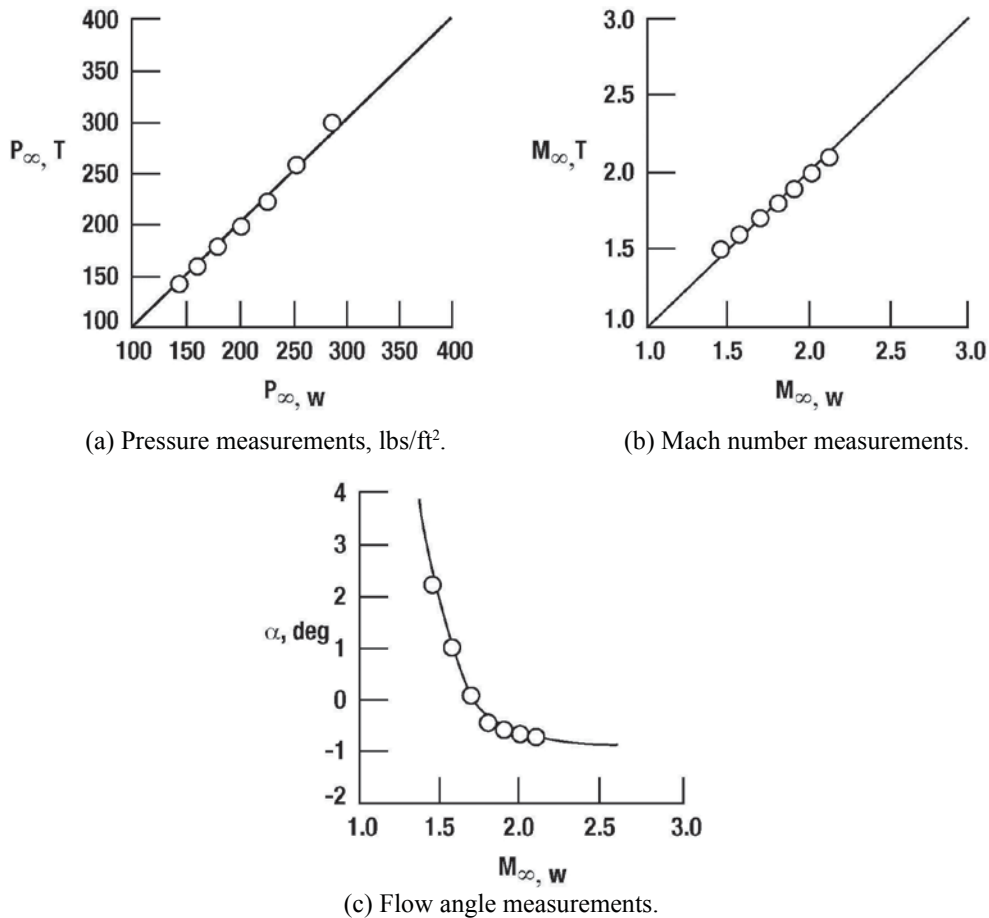 400
350
300
P∞, T
250
200
150
100
100 150 200 250 300 350 400
P∞, W
(a) Pressure measurements, lbs/ft².
3.0
2.5
M∞,T
2.0
1.5
1.0
1.0 1.5 2.0 2.5 3.0
M∞, W
(b) Mach number measurements.
4
3
2
α, deg
1
0
-1
-2
1.0 1.5 2.0 2.5 3.0
M∞, W
(c) Flow angle measurements.